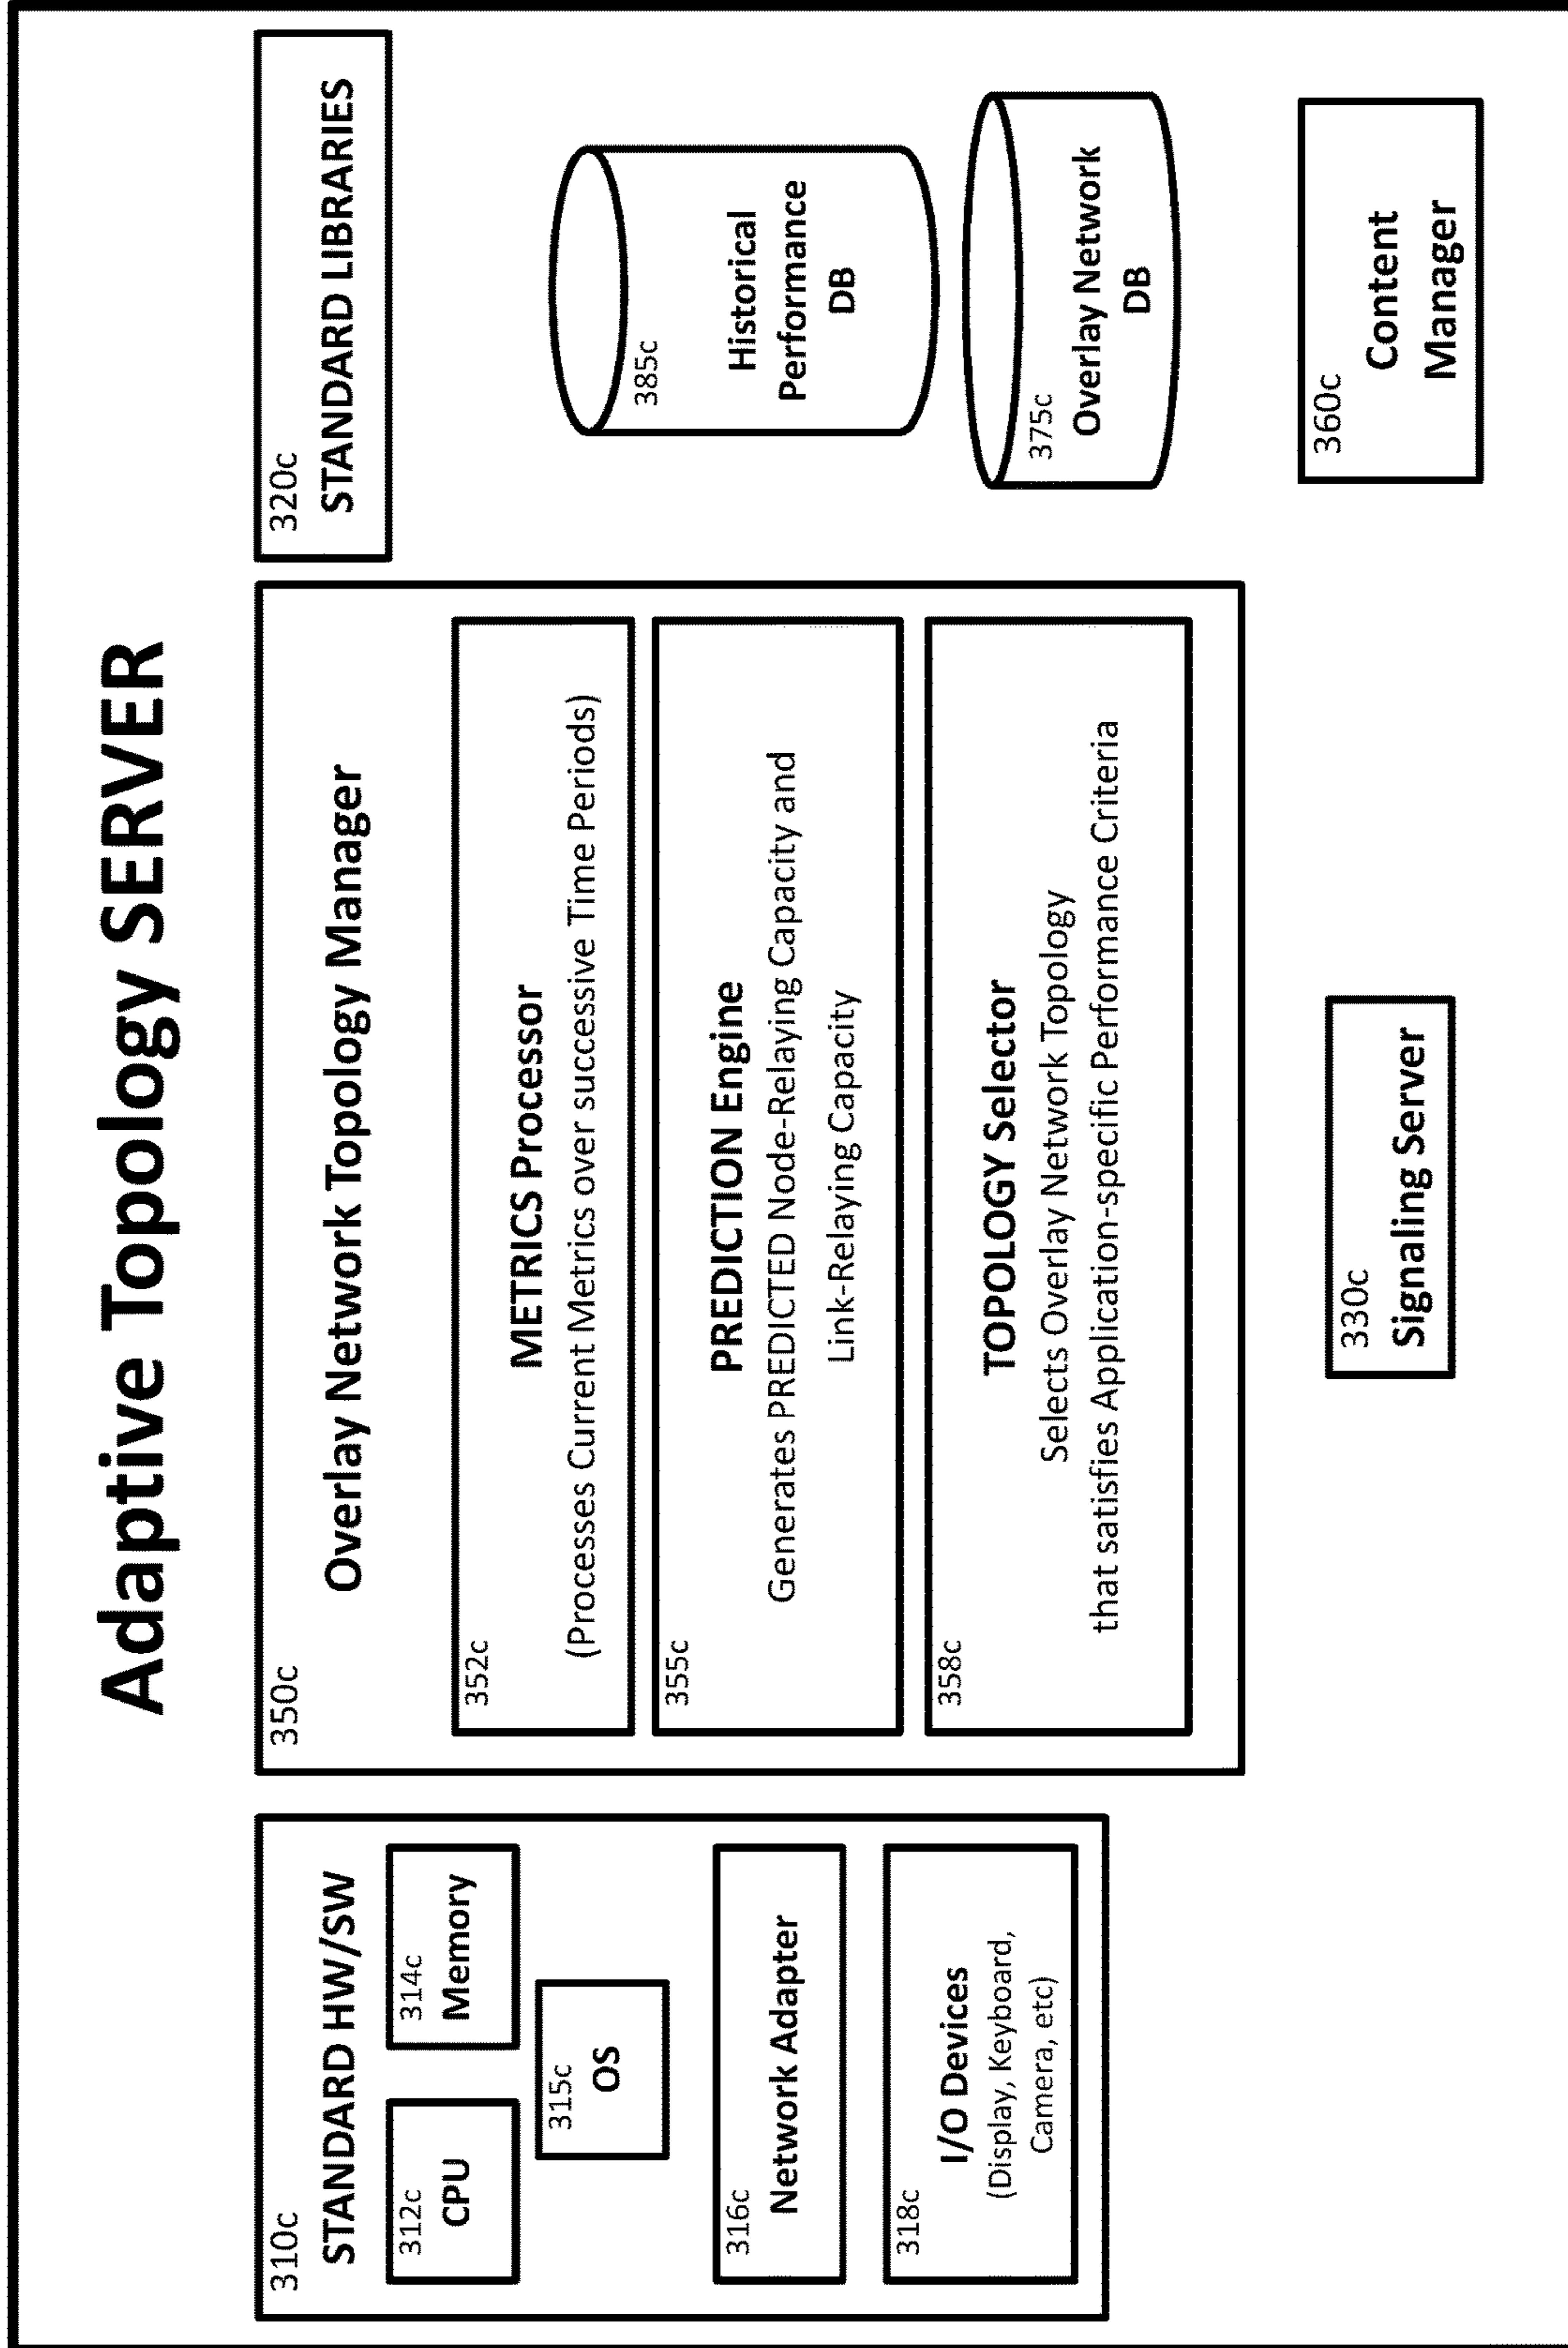 Adaptive Topology SERVER
310c
STANDARD HW/SW
312c
CPU
314c
Memory
315c
OS
316c
Network Adapter
318c
I/O Devices
(Display, Keyboard,
Camera, etc)
350c
Overlay Network Topology Manager
352c
METRICS Processor
(Processes Current Metrics over successive Time Periods)
355c
PREDICTION Engine
Generates PREDICTED Node-Relaying Capacity and
Link-Relaying Capacity
358c
TOPOLOGY Selector
Selects Overlay Network Topology
that satisfies Application-specific Performance Criteria
330c
Signaling Server
320c
STANDARD LIBRARIES
385c
Historical
Performance
DB
375c
Overlay Network
DB
360c
Content
Manager